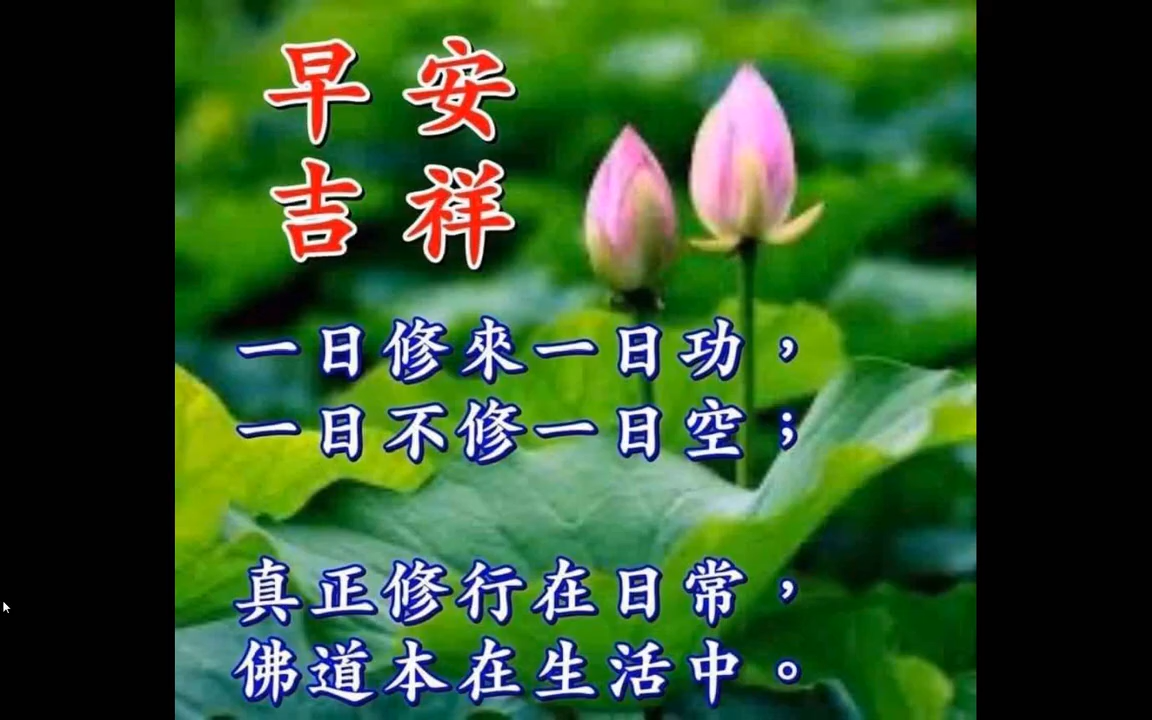 早安
吉祥
一日修來一日功，
一日不修一日空；
真正修行在日常，
佛道本在生活中。